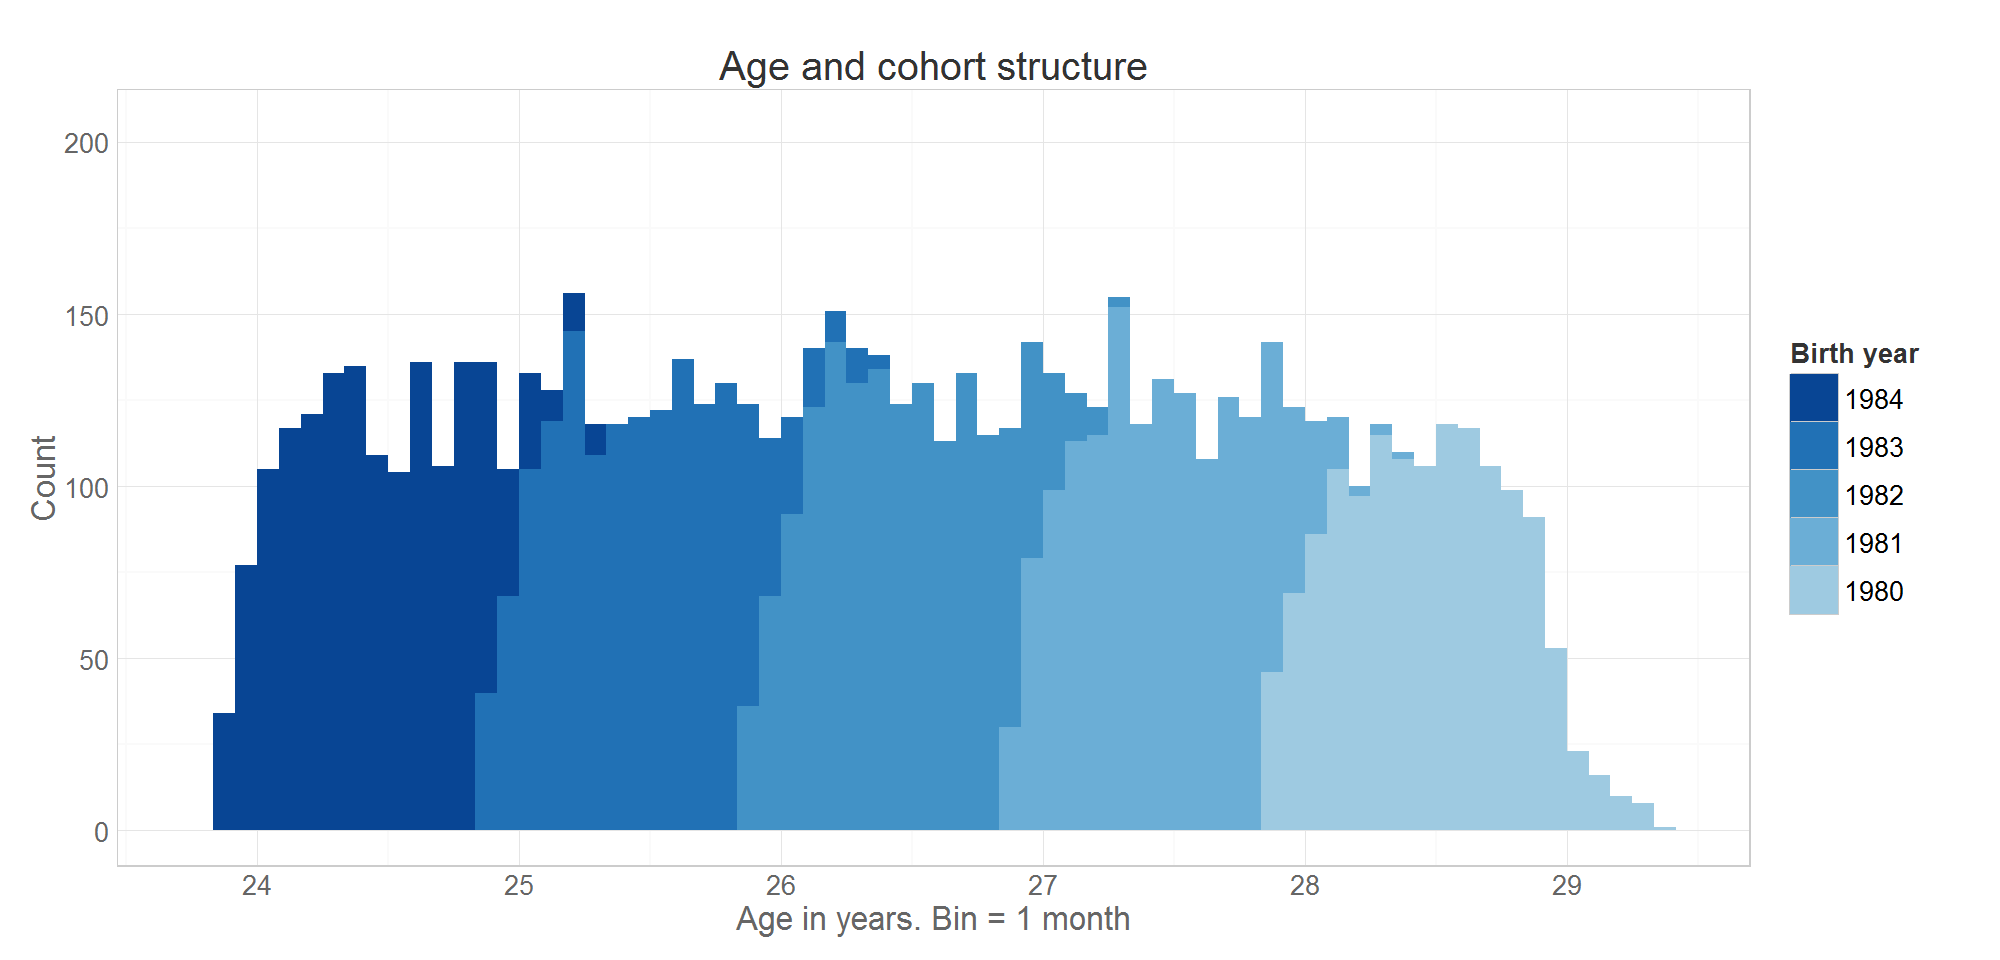 Age and cohort structure
200
150
100
50
0
Count
24 25 26 27 28 29
Age in years. Bin = 1 month
Birth year
1984
1983
1982
1981
1980